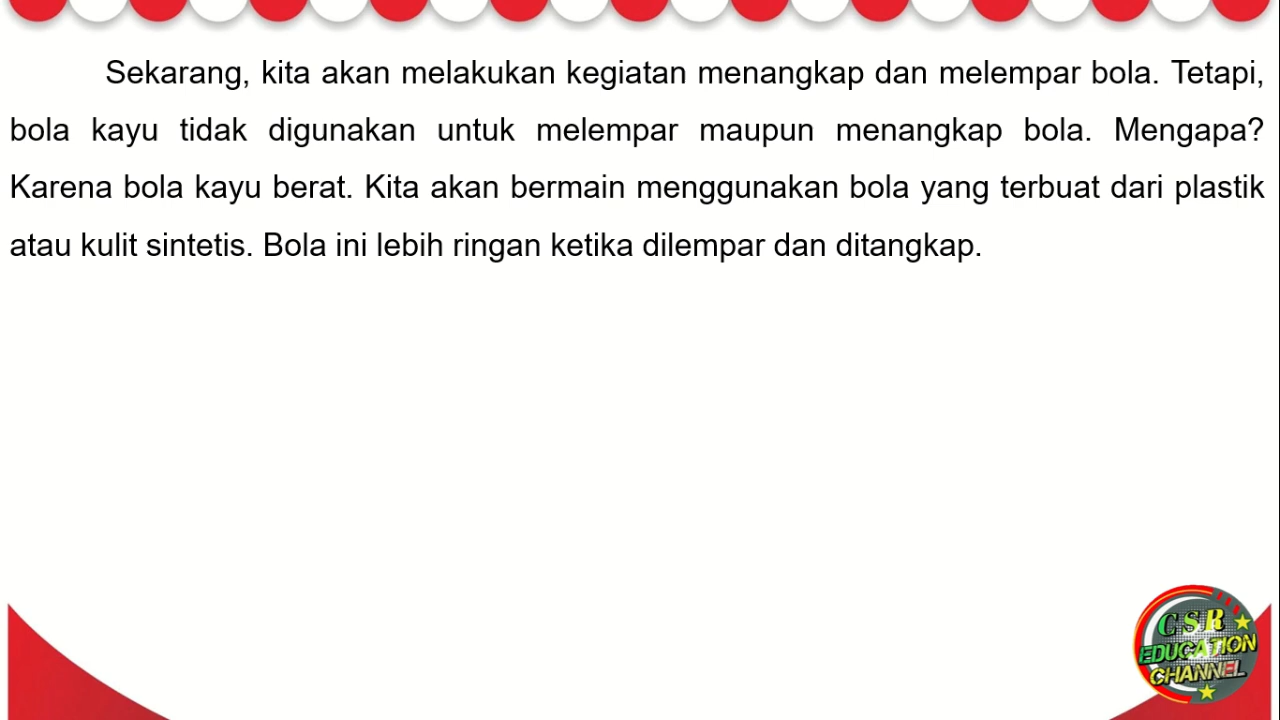 Sekarang, kita akan melakukan kegiatan menangkap dan melempar bola. Tetapi,
bola kayu tidak digunakan untuk melempar maupun menangkap bola. Mengapa?
Karena bola kayu berat. Kita akan bermain menggunakan bola yang terbuat dari plastik
atau kulit sintetis. Bola ini lebih ringan ketika dilempar dan ditangkap.
CSR
EDUCATION
CHANNEL